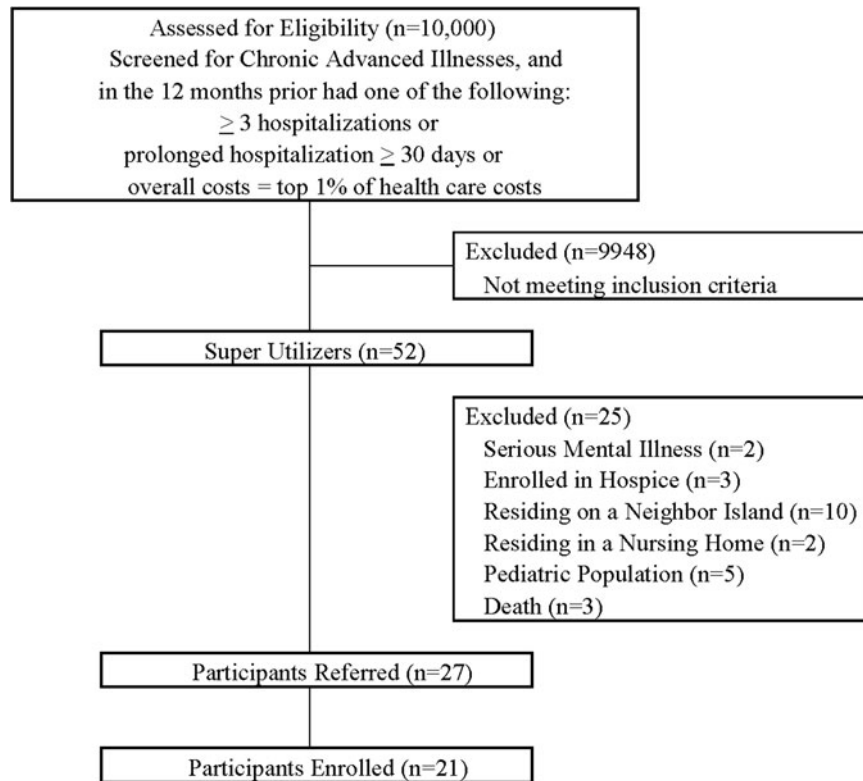 Assessed for Eligibility (n=10,000)
Screened for Chronic Advanced Illnesses, and
in the 12 months prior had one of the following:
≥ 3 hospitalizations or
prolonged hospitalization ≥ 30 days or
overall costs = top 1% of health care costs
Excluded (n=9948)
Not meeting inclusion criteria
Super Utilizers (n=52)
Excluded (n=25)
Serious Mental Illness (n=2)
Enrolled in Hospice (n=3)
Residing on a Neighbor Island (n=10)
Residing in a Nursing Home (n=2)
Pediatric Population (n=5)
Death (n=3)
Participants Referred (n=27)
Participants Enrolled (n=21)